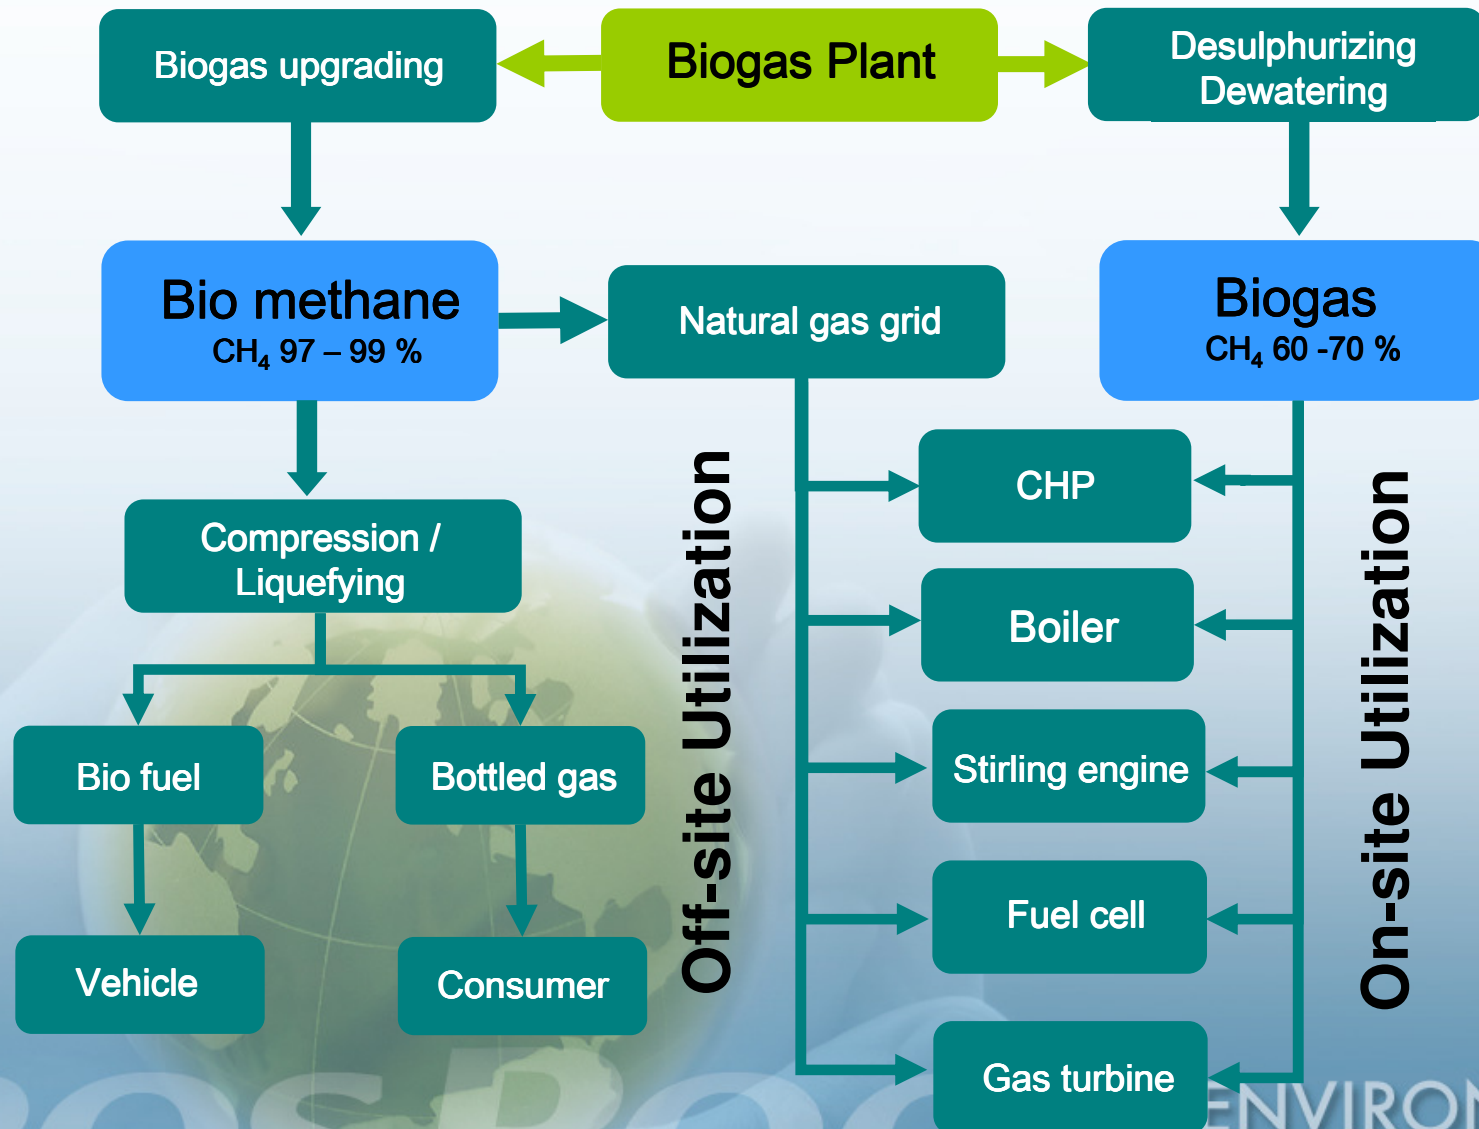 Biogas upgrading
Biogas Plant
Desulphurizing
Dewatering
Bio methane
CH₄ 97 – 99 %
Natural gas grid
Biogas
CH₄ 60 -70 %
Off-site Utilization
On-site Utilization
CHP
Compression /
Liquefying
Boiler
Bio fuel
Bottled gas
Stirling engine
Fuel cell
Vehicle
Consumer
Gas turbine